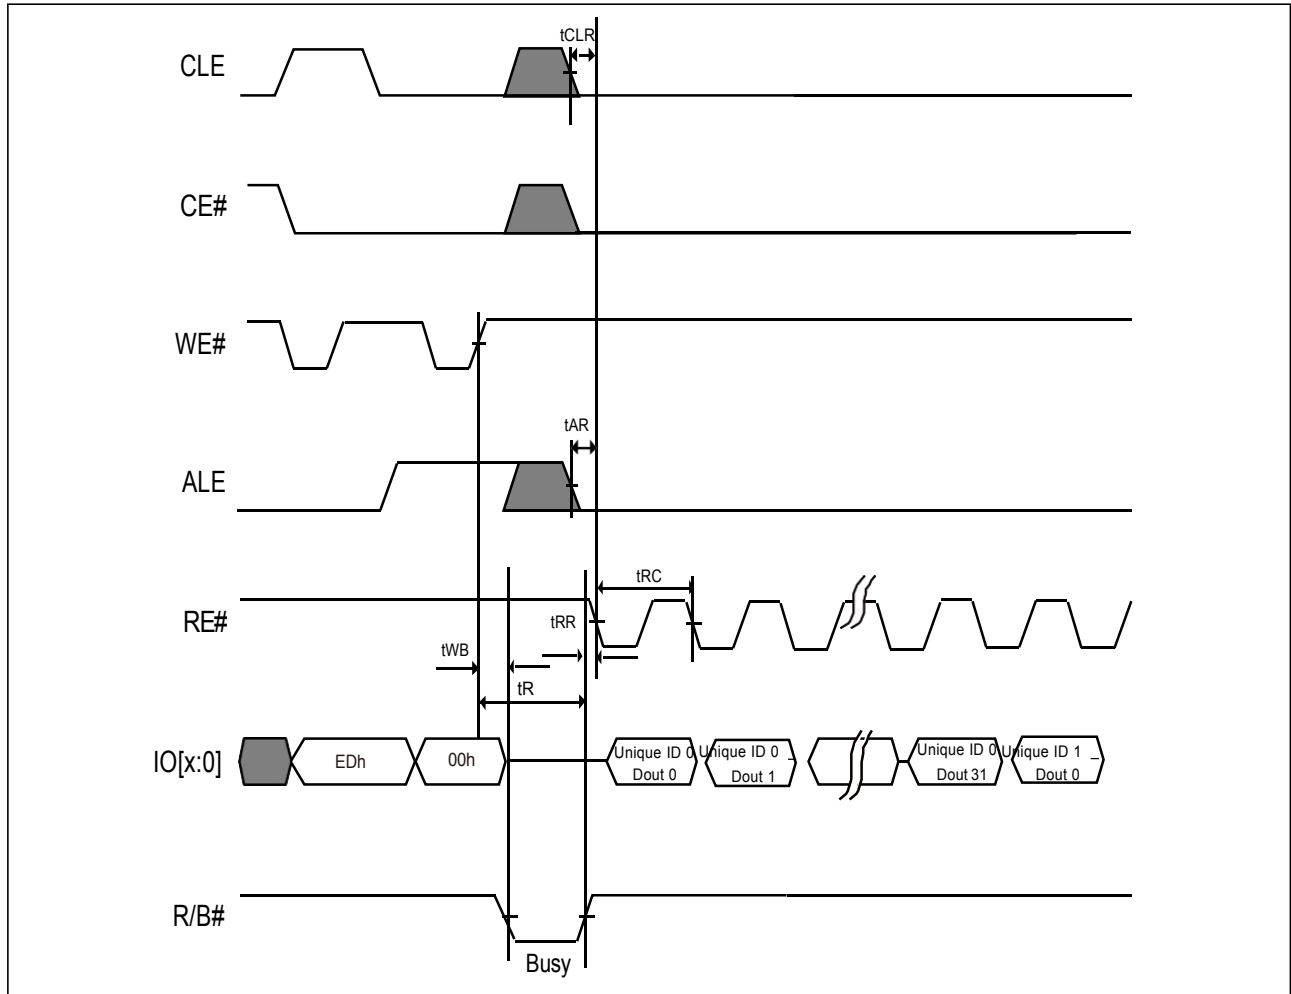 tCLR
CLE
CE#
WE#
tAR
ALE
tRC
RE#
tRR
tWB
tR
IO[x:0]
EDh
00h
Unique ID 0
Dout 0
Unique ID 0
Dout 1
Unique ID 0
Dout 31
Unique ID 1
Dout 0
R/B#
Busy